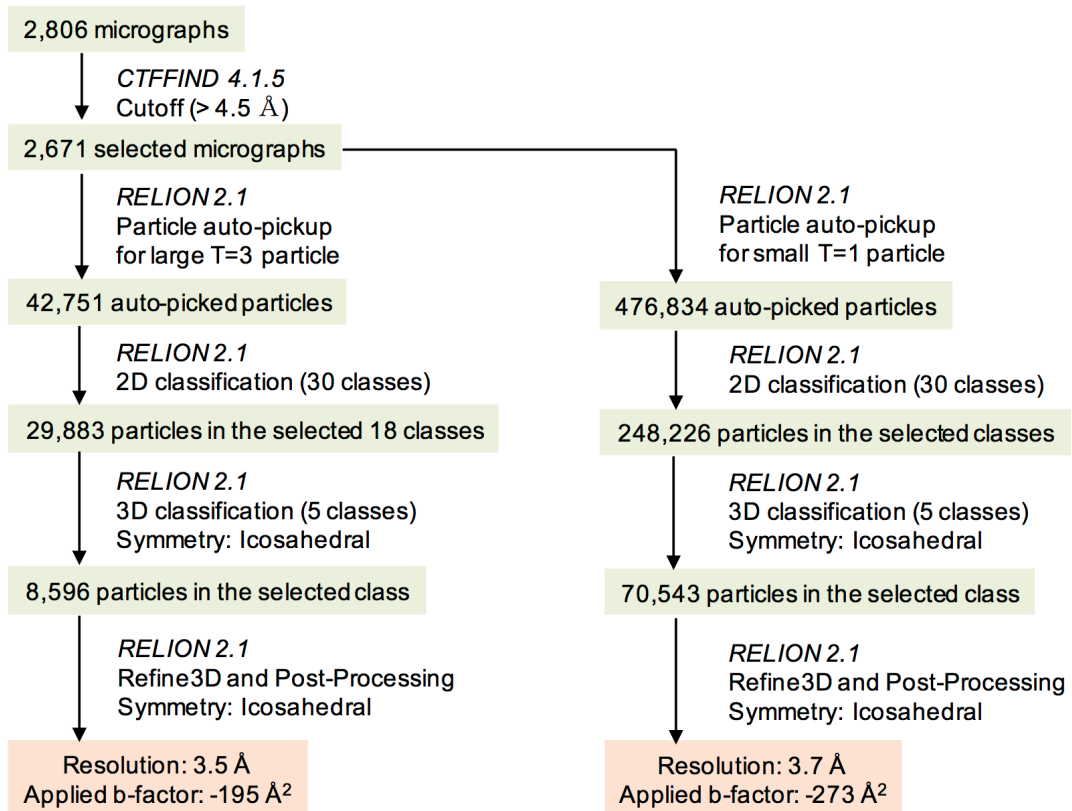 2,806 micrographs
CTFFIND 4.1.5
Cutoff (> 4.5 Å)
2,671 selected micrographs
RELION 2.1
Particle auto-pickup
for large T=3 particle
42,751 auto-picked particles
RELION 2.1
2D classification (30 classes)
29,883 particles in the selected 18 classes
RELION 2.1
3D classification (5 classes)
Symmetry: Icosahedral
8,596 particles in the selected class
RELION 2.1
Refine3D and Post-Processing
Symmetry: Icosahedral
Resolution: 3.5 Å
Applied b-factor: -195 Å²
RELION 2.1
Particle auto-pickup
for small T=1 particle
476,834 auto-picked particles
RELION 2.1
2D classification (30 classes)
248,226 particles in the selected classes
RELION 2.1
3D classification (5 classes)
Symmetry: Icosahedral
70,543 particles in the selected class
RELION 2.1
Refine3D and Post-Processing
Symmetry: Icosahedral
Resolution: 3.7 Å
Applied b-factor: -273 Å²